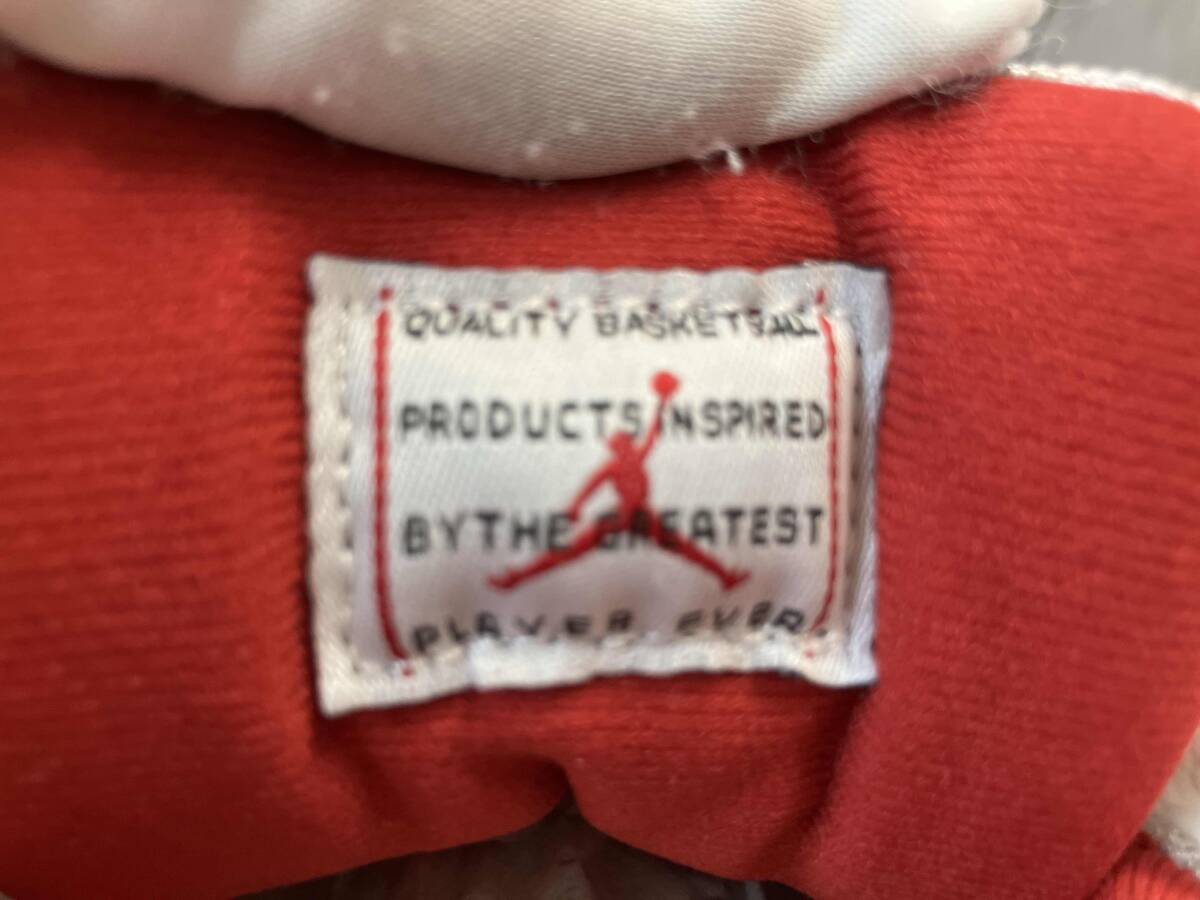 QUALITY BASKETBALL
PRODUCTS INSPIRED
BY THE GREATEST
PLAYER EVER.